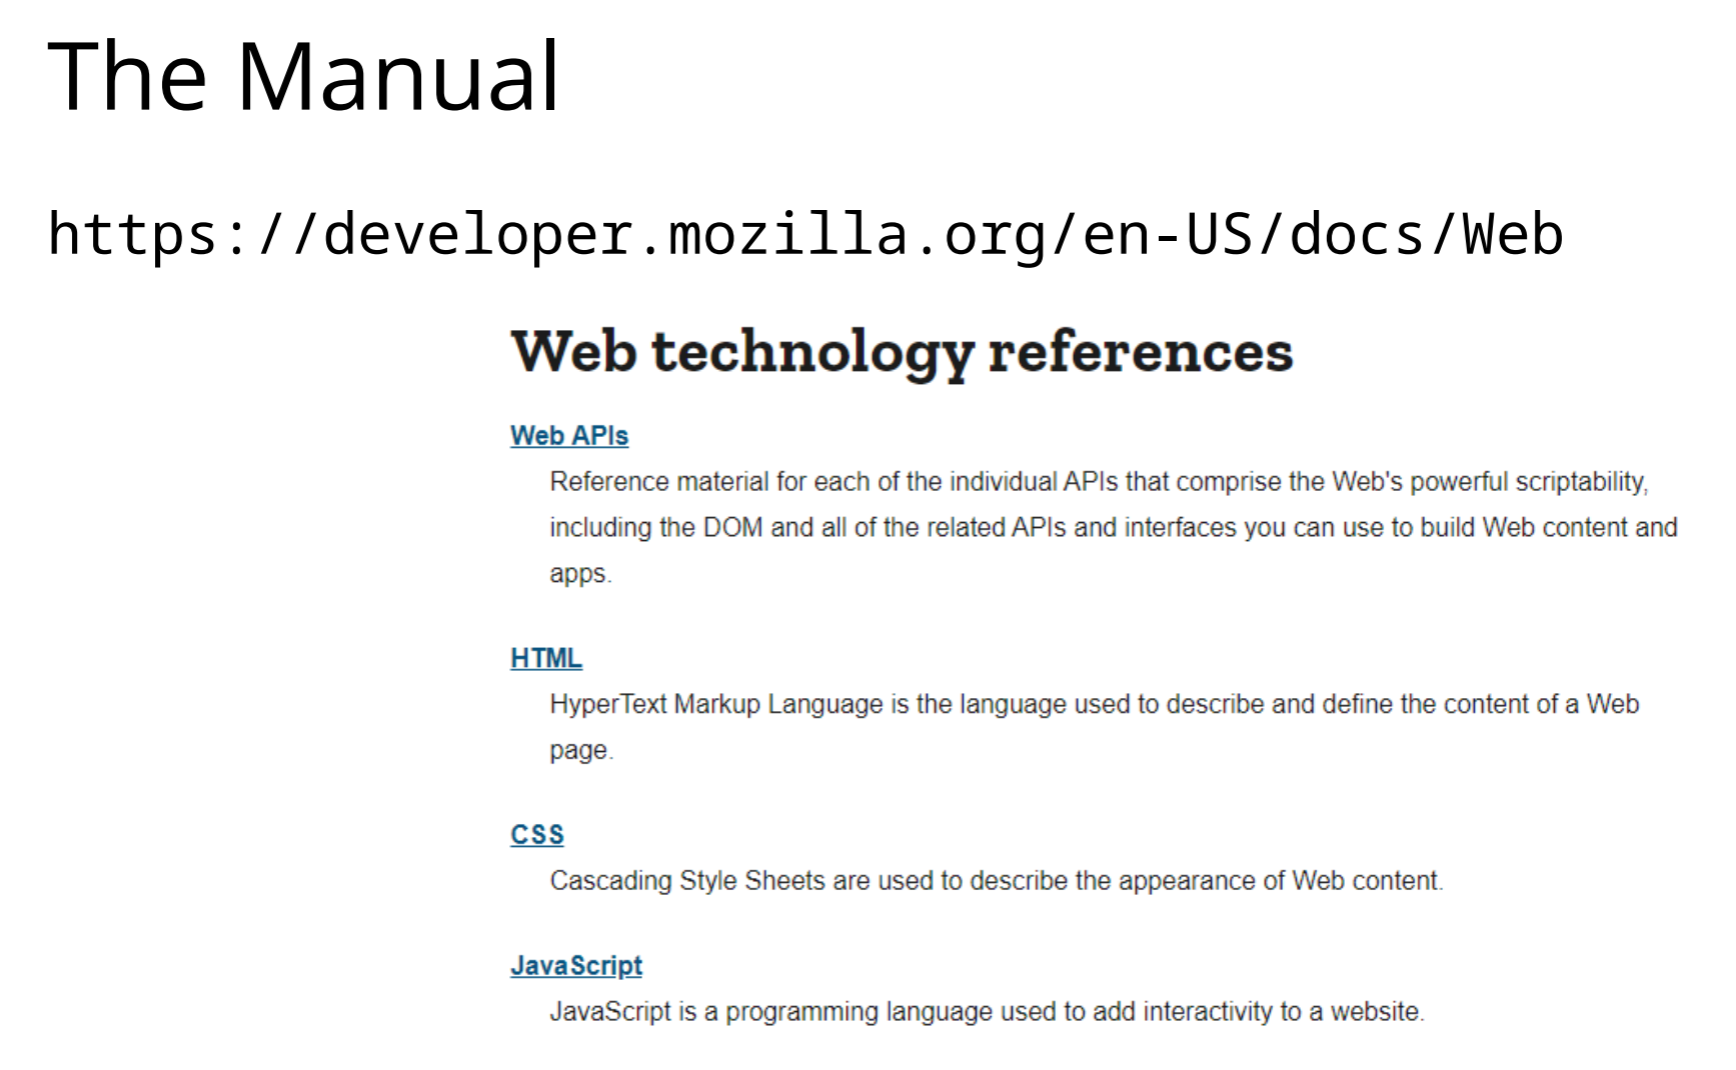 The Manual
https://developer.mozilla.org/en-US/docs/Web
Web technology references
Web APIs
Reference material for each of the individual APIs that comprise the Web's powerful scriptability,
including the DOM and all of the related APIs and interfaces you can use to build Web content and
apps.
HTML
HyperText Markup Language is the language used to describe and define the content of a Web
page.
CSS
Cascading Style Sheets are used to describe the appearance of Web content.
JavaScript
JavaScript is a programming language used to add interactivity to a website.